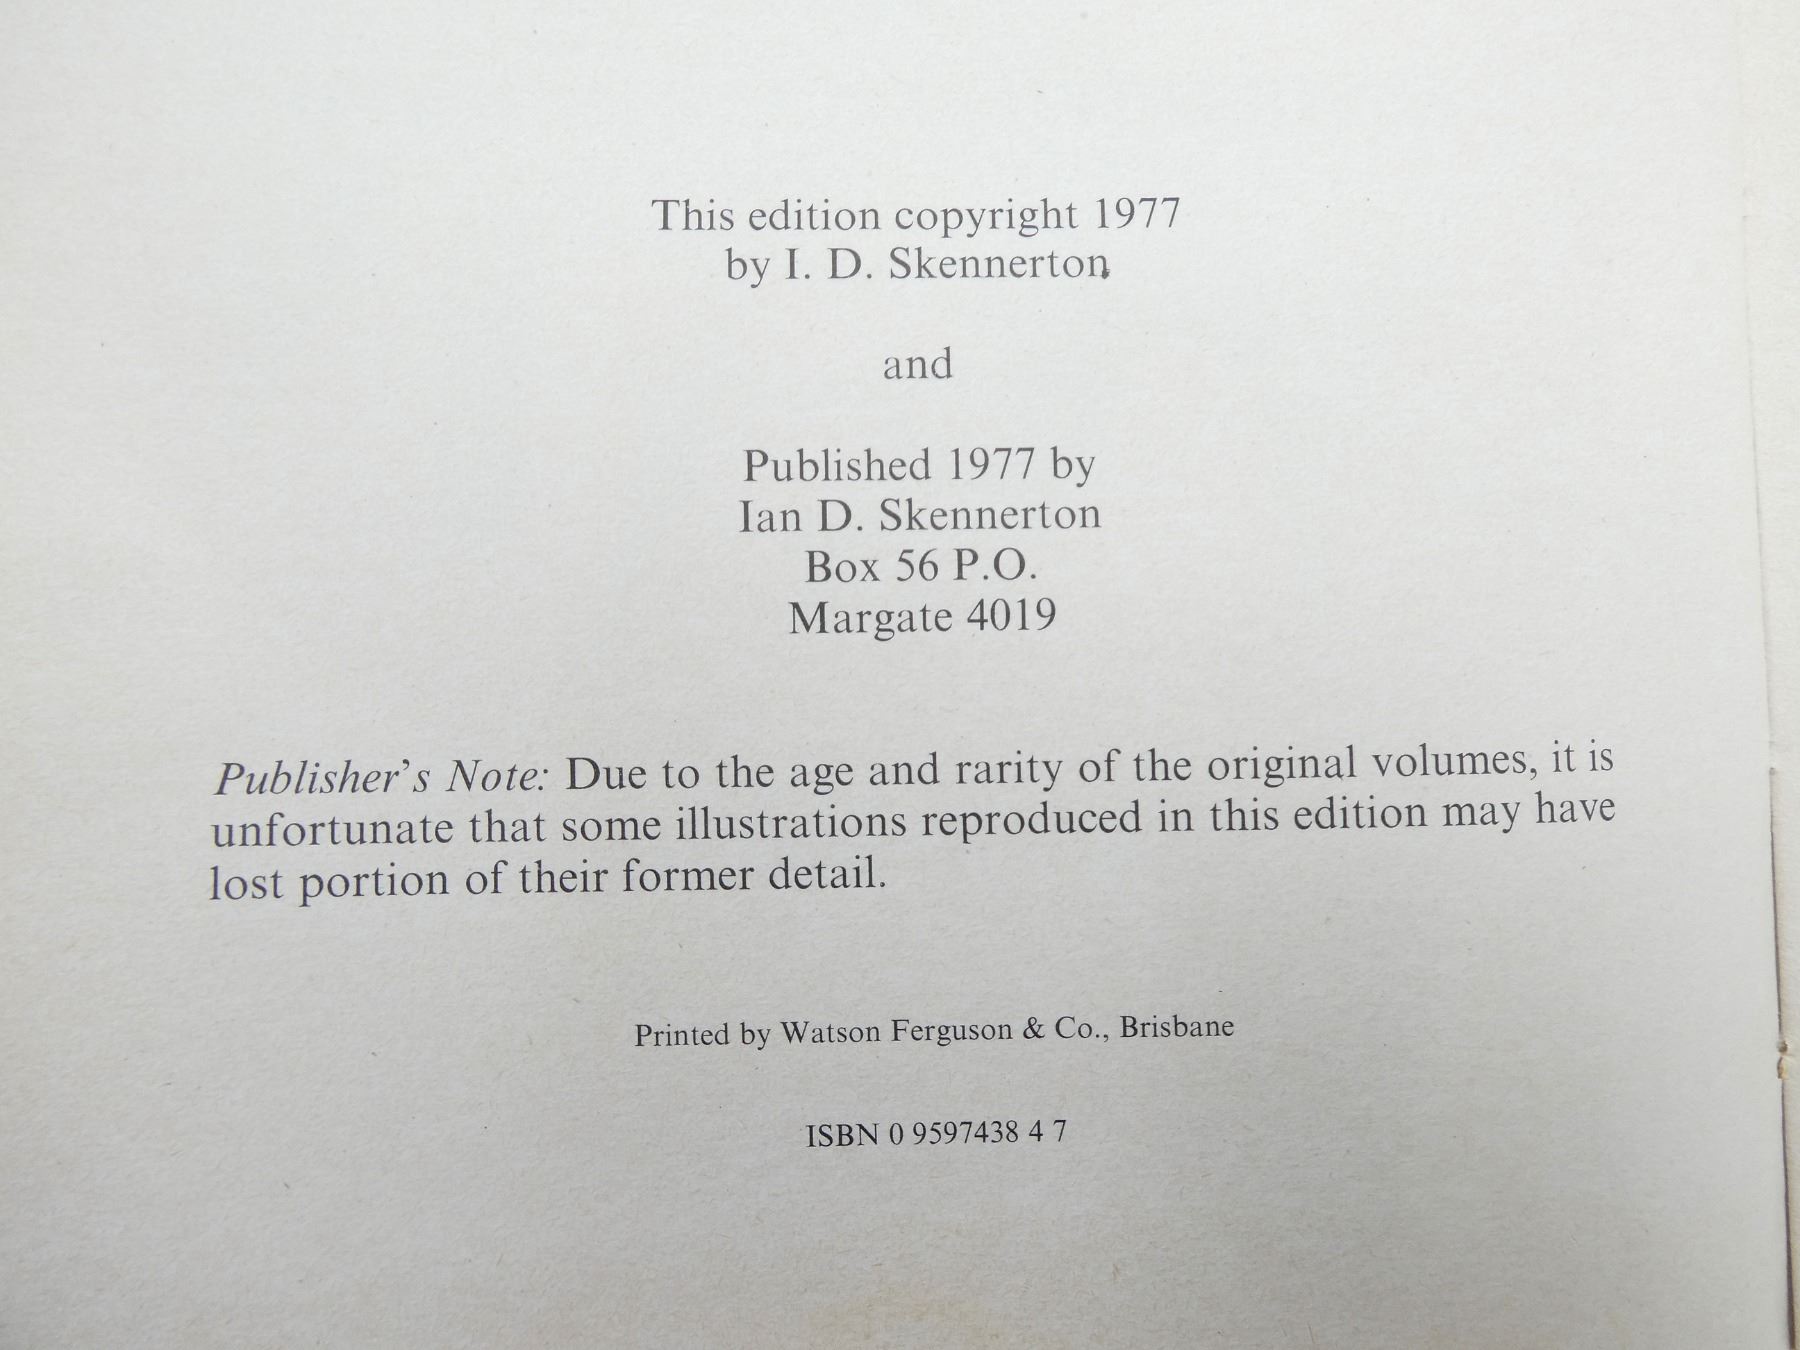 This edition copyright 1977
by I. D. Skennerton
and
Published 1977 by
Ian D. Skennerton
Box 56 P.O.
Margate 4019
Publisher's Note: Due to the age and rarity of the original volumes, it is
unfortunate that some illustrations reproduced in this edition may have
lost portion of their former detail.
Printed by Watson Ferguson & Co., Brisbane
ISBN 0 9597438 4 7